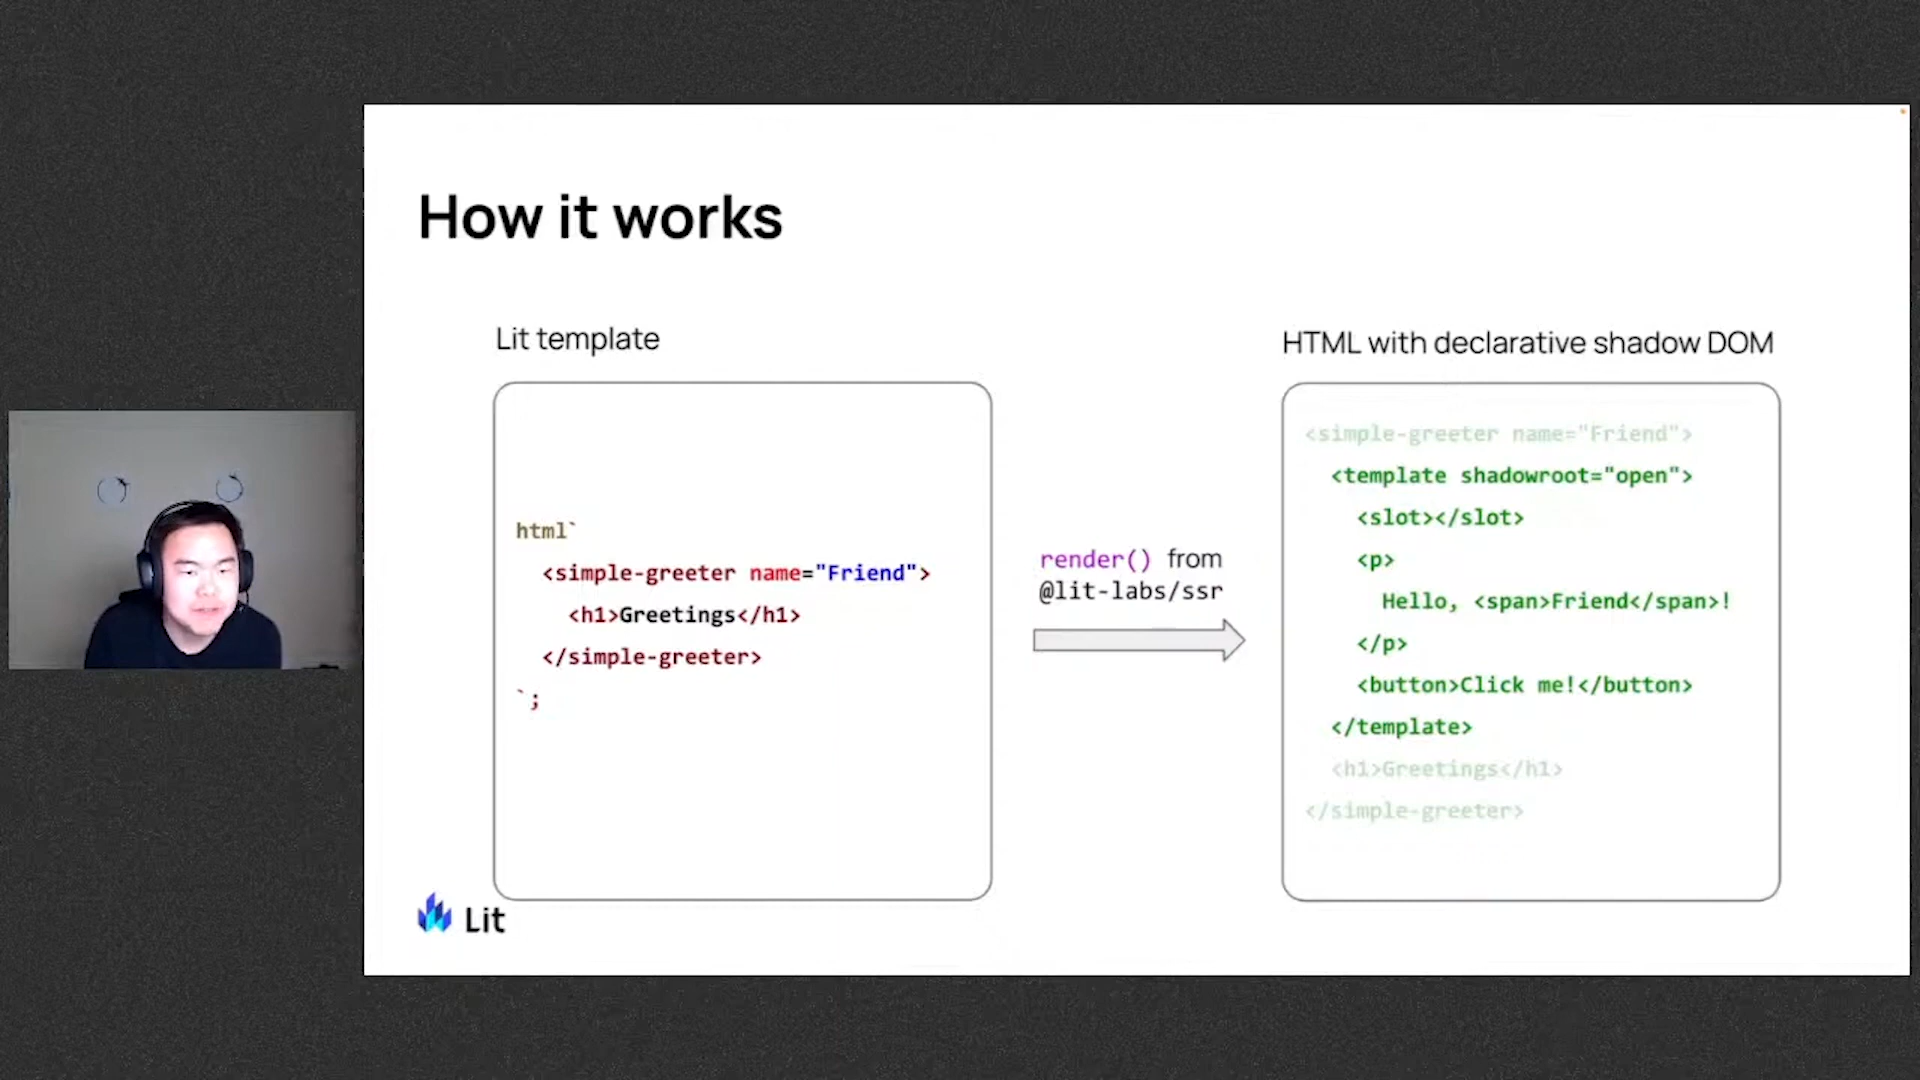 How it works
Lit template
html`
<simple-greeter name="Friend">
<h1>Greetings</h1>
</simple-greeter>
`;
render() from
@lit-labs/ssr
HTML with declarative shadow DOM
<simple-greeter name="Friend">
<template shadowroot="open">
<slot></slot>
<p>
Hello, <span>Friend</span>!
</p>
<button>Click me!</button>
</template>
<h1>Greetings</h1>
</simple-greeter>
Lit